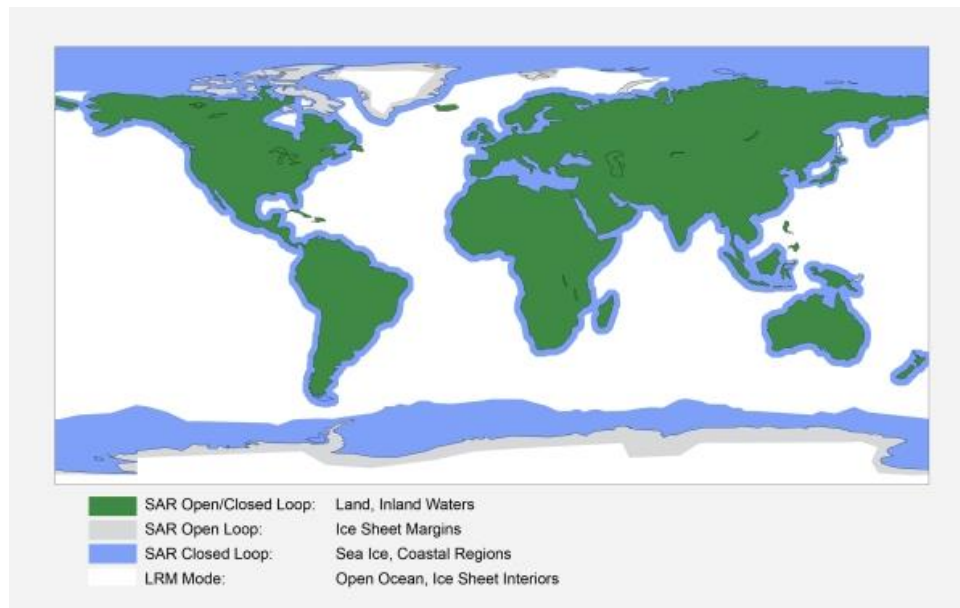 SAR Open/Closed Loop: Land, Inland Waters
SAR Open Loop: Ice Sheet Margins
SAR Closed Loop: Sea Ice, Coastal Regions
LRM Mode: Open Ocean, Ice Sheet Interiors